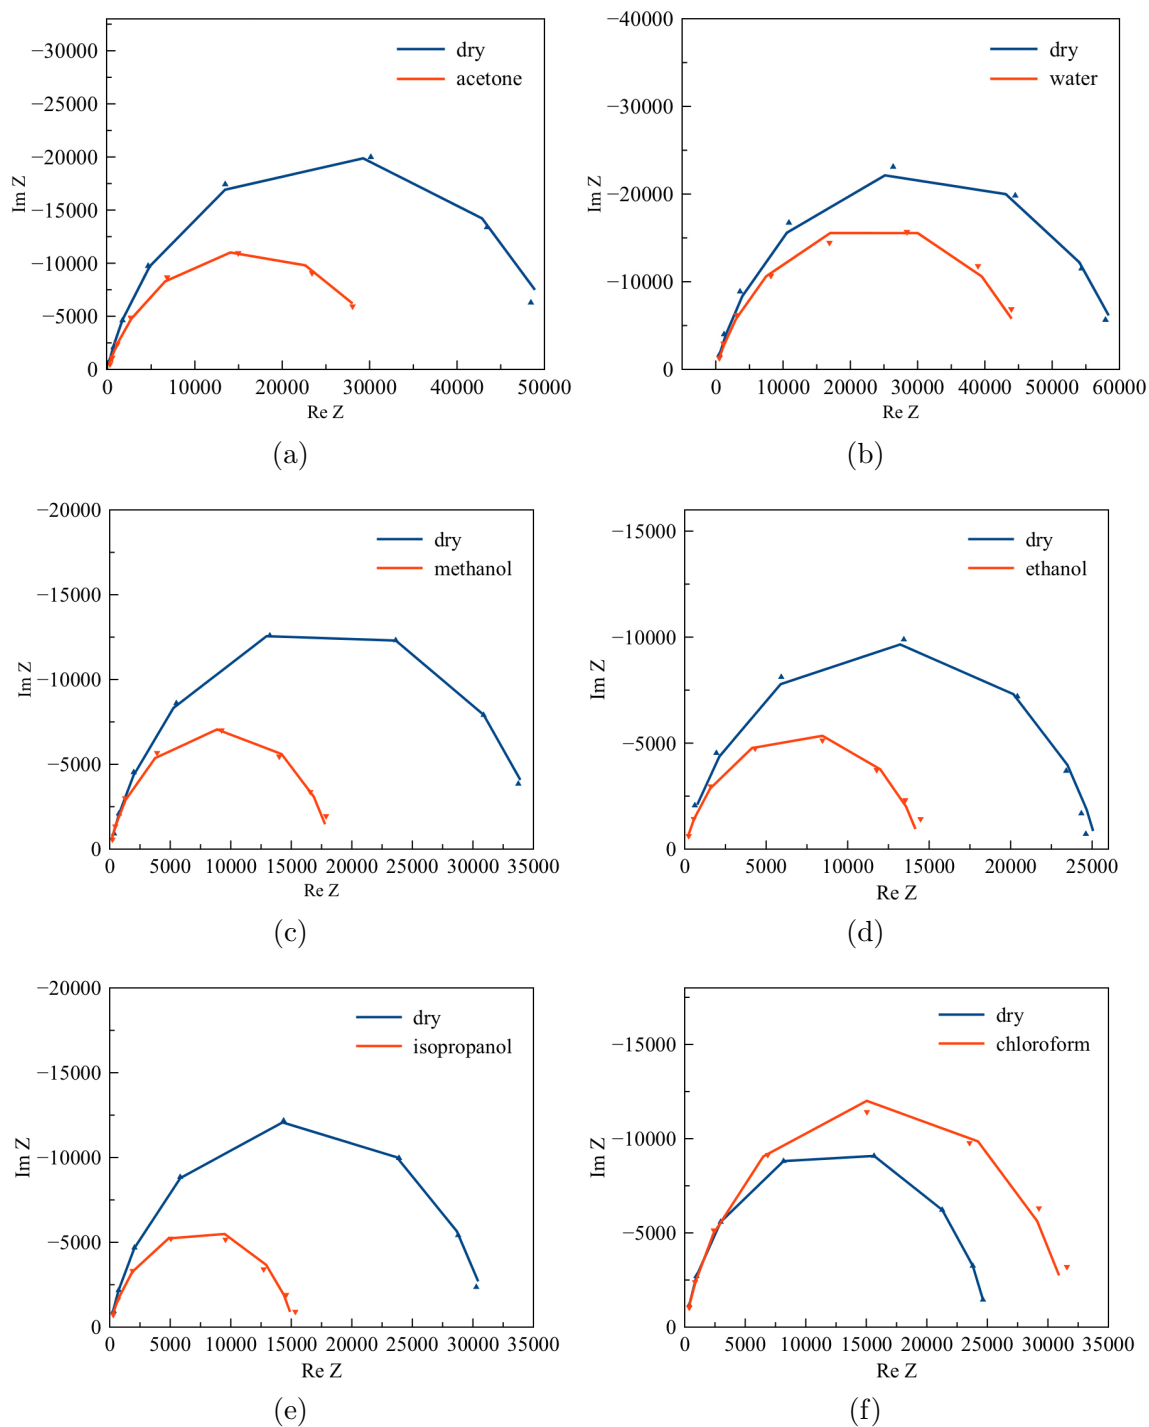 −30000
−25000
−20000
−15000
−10000
−5000
0
Im Z
0 10000 20000 30000 40000 50000
Re Z
dry
acetone
(a)
−40000
−30000
−20000
−10000
0
Im Z
0 10000 20000 30000 40000 50000 60000
Re Z
dry
water
(b)
−20000
−15000
−10000
−5000
0
Im Z
0 5000 10000 15000 20000 25000 30000 35000
Re Z
dry
methanol
(c)
−15000
−10000
−5000
0
Im Z
0 5000 10000 15000 20000 25000
Re Z
dry
ethanol
(d)
−20000
−15000
−10000
−5000
0
Im Z
0 5000 10000 15000 20000 25000 30000 35000
Re Z
dry
isopropanol
(e)
−15000
−10000
−5000
0
Im Z
0 5000 10000 15000 20000 25000 30000 35000
Re Z
dry
chloroform
(f)